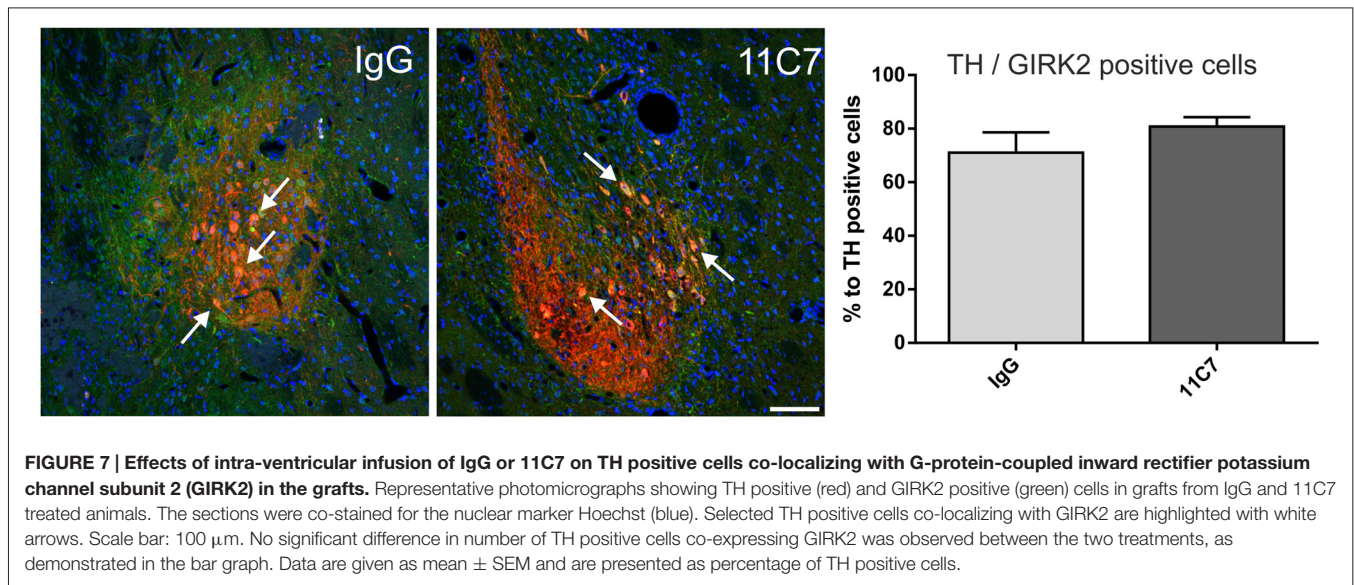 IgG
11C7
TH / GIRK2 positive cells
% to TH positive cells
100
80
60
40
20
0
IgG
11C7
FIGURE 7 | Effects of intra-ventricular infusion of IgG or 11C7 on TH positive cells co-localizing with G-protein-coupled inward rectifier potassium
channel subunit 2 (GIRK2) in the grafts. Representative photomicrographs showing TH positive (red) and GIRK2 positive (green) cells in grafts from IgG and 11C7
treated animals. The sections were co-stained for the nuclear marker Hoechst (blue). Selected TH positive cells co-localizing with GIRK2 are highlighted with white
arrows. Scale bar: 100 μm. No significant difference in number of TH positive cells co-expressing GIRK2 was observed between the two treatments, as
demonstrated in the bar graph. Data are given as mean ± SEM and are presented as percentage of TH positive cells.